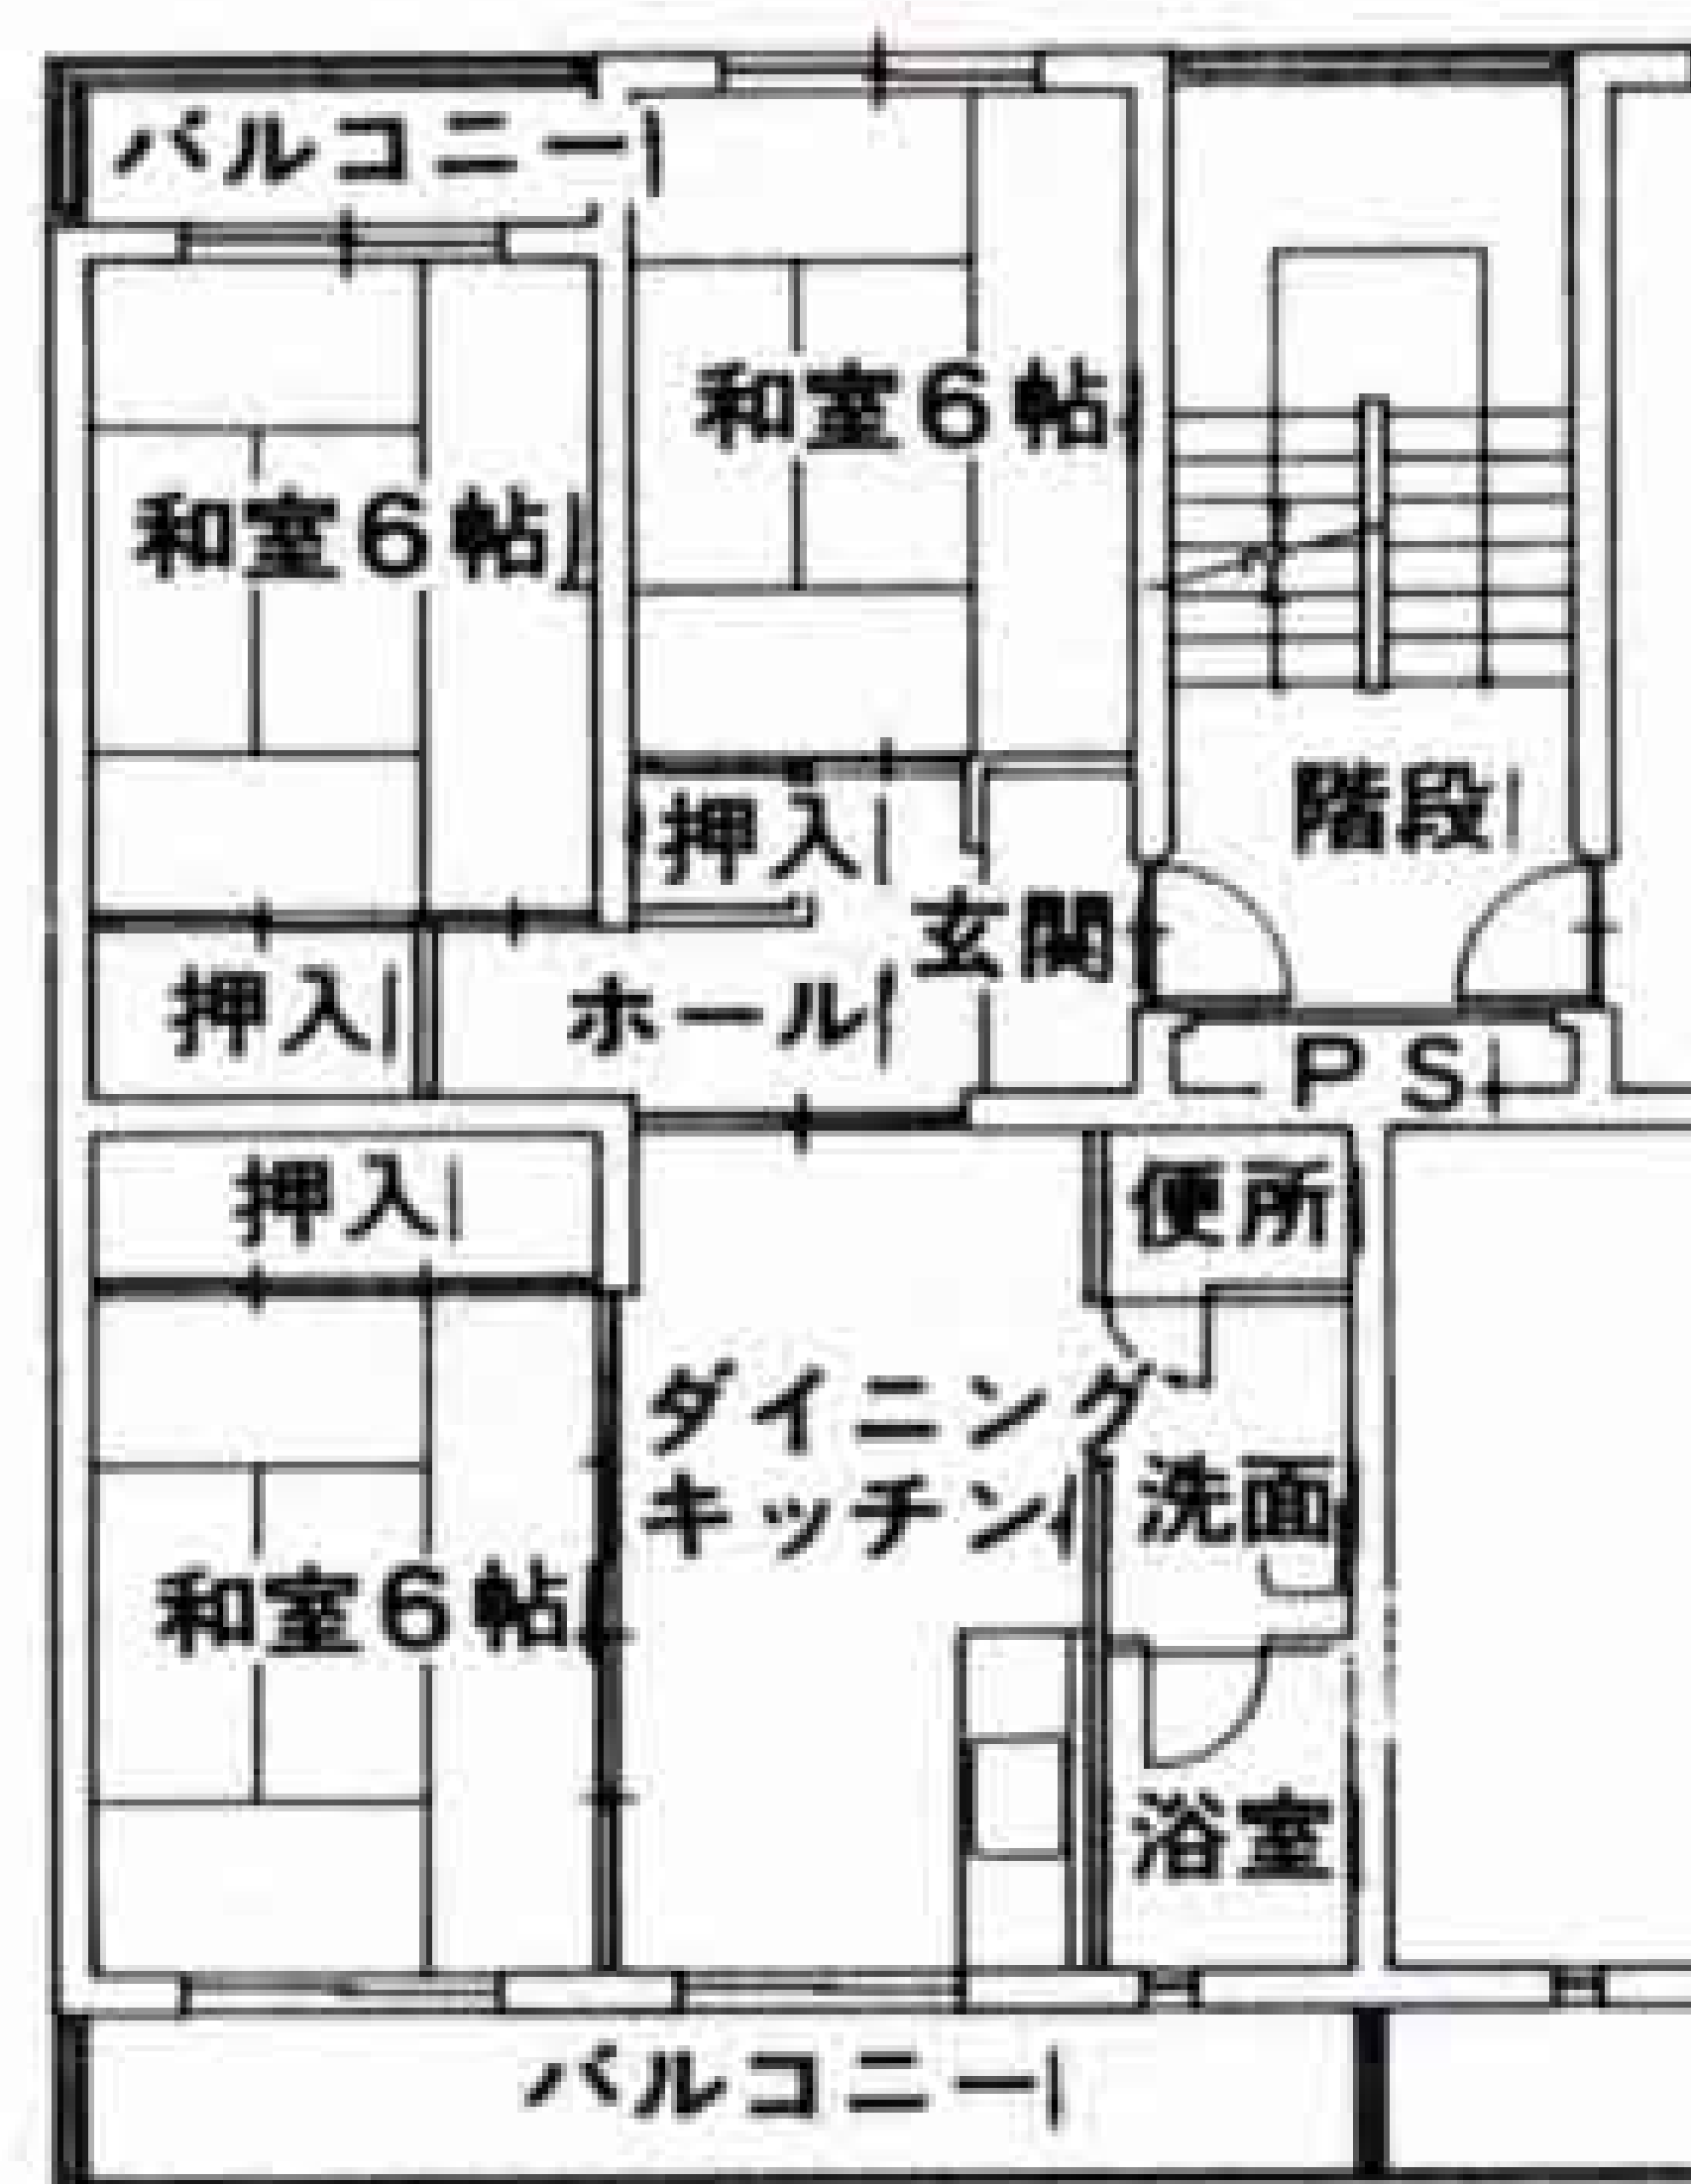 バルコニー
和室6帖
和室6帖
押入
階段
玄関
押入
ホール
PS
押入
便所
ダイニング
キッチン
洗面
和室6帖
浴室
バルコニー